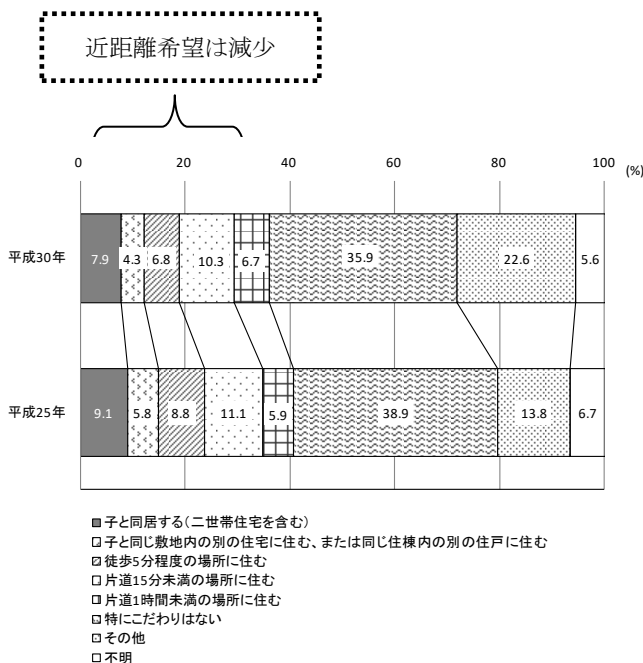 近距離希望は減少
0 20 40 60 80 100
(%)
平成30年 7.9 4.3 6.8 10.3 6.7 35.9 22.6 5.6
平成25年 9.1 5.8 8.8 11.1 5.9 38.9 13.8 6.7
子と同居する(二世帯住宅を含む)
子と同じ敷地内の別の住宅に住む、または同じ住棟内の別の住戸に住む
徒歩5分程度の場所に住む
片道15分未満の場所に住む
片道1時間未満の場所に住む
特にこだわりはない
その他
不明